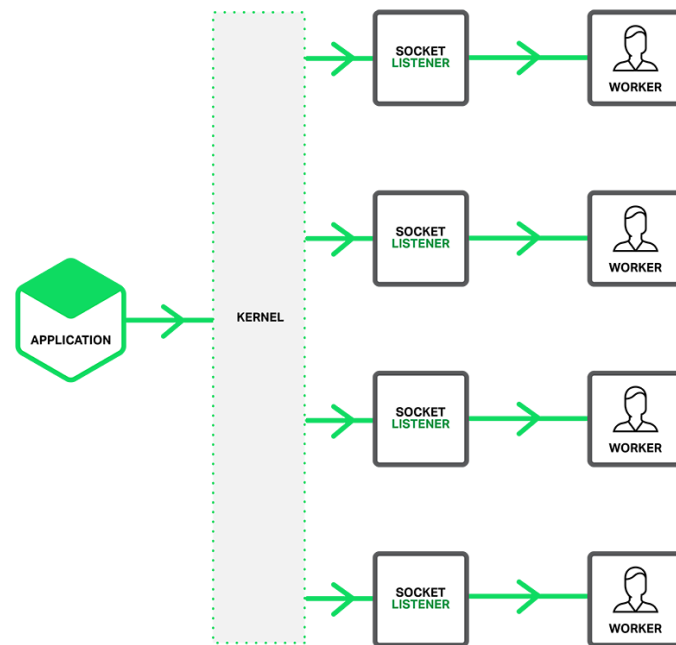 SOCKET
LISTENER
WORKER
SOCKET
LISTENER
WORKER
KERNEL
APPLICATION
SOCKET
LISTENER
WORKER
SOCKET
LISTENER
WORKER